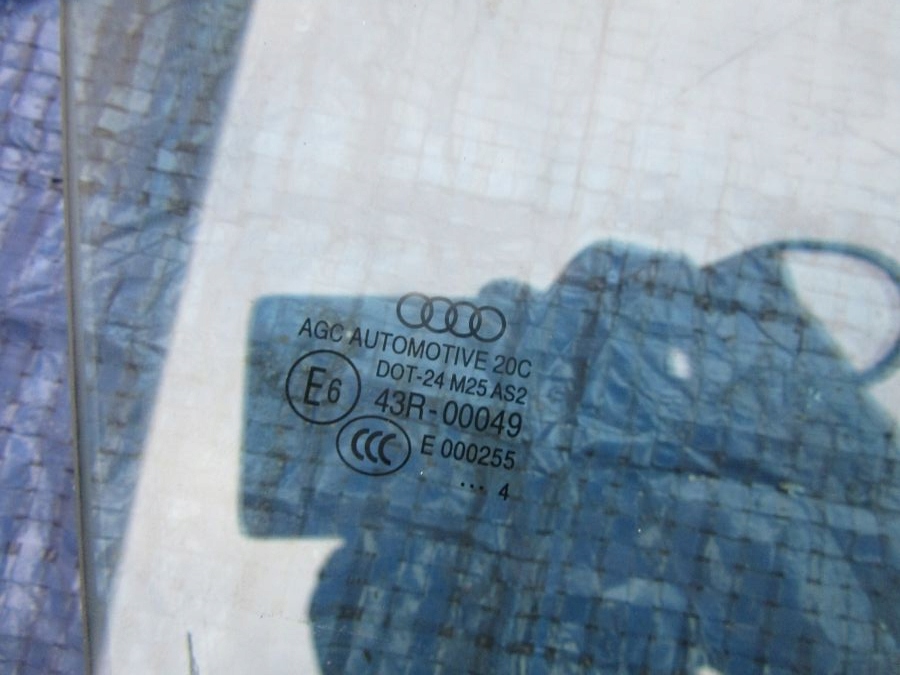 AGC AUTOMOTIVE 20C
DOT-24 M25 AS2
E6 43R-00049
CCC E 000255
... 4